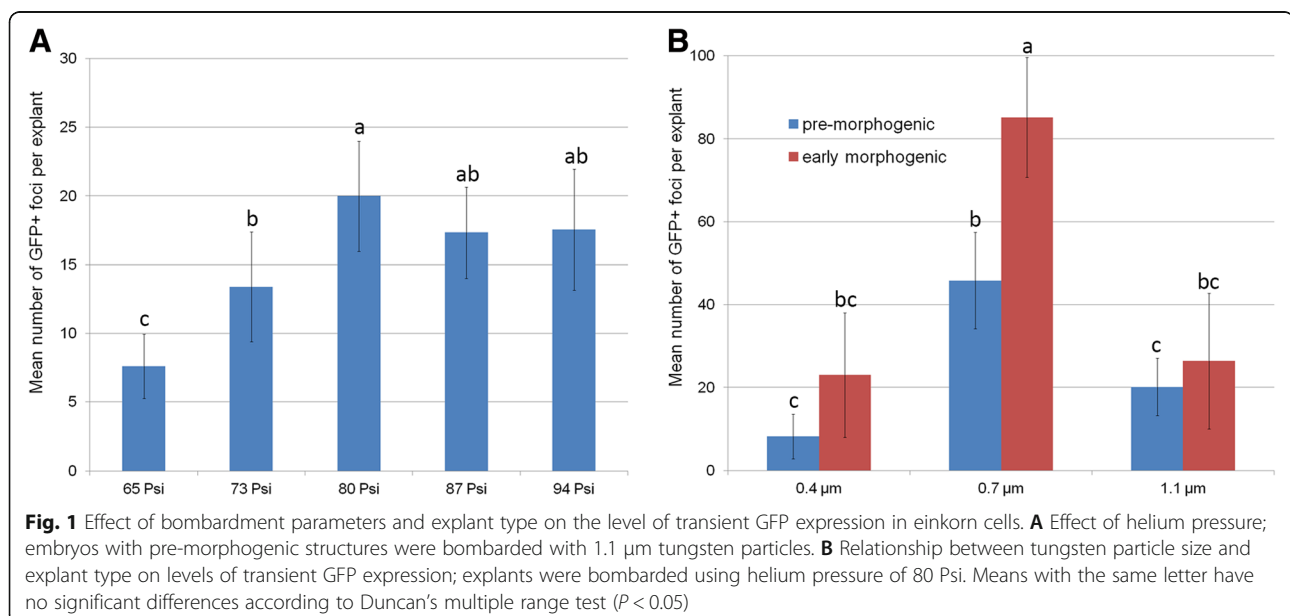 A
Mean number of GFP+ foci per explant
30
25
20
15
10
5
0
c
b
a
ab
ab
65 Psi
73 Psi
80 Psi
87 Psi
94 Psi
B
Mean number of GFP+ foci per explant
100
80
60
40
20
0
pre-morphogenic
early morphogenic
c
bc
b
a
c
bc
0.4 µm
0.7 µm
1.1 µm
Fig. 1 Effect of bombardment parameters and explant type on the level of transient GFP expression in einkorn cells. A Effect of helium pressure;
embryos with pre-morphogenic structures were bombarded with 1.1 µm tungsten particles. B Relationship between tungsten particle size and
explant type on levels of transient GFP expression; explants were bombarded using helium pressure of 80 Psi. Means with the same letter have
no significant differences according to Duncan's multiple range test (P < 0.05)